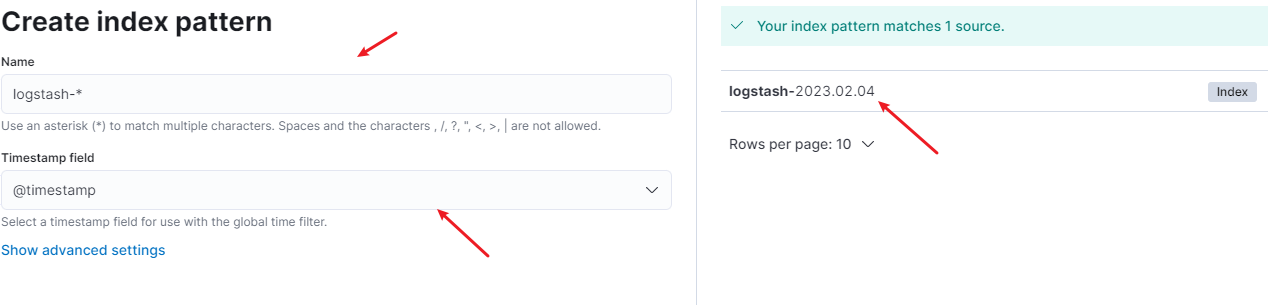 Create index pattern
Name
logstash-*
Use an asterisk (*) to match multiple characters. Spaces and the characters , /, ?, ", <, >, | are not allowed.
Timestamp field
@timestamp
Select a timestamp field for use with the global time filter.
Show advanced settings
Your index pattern matches 1 source.
logstash-2023.02.04 Index
Rows per page: 10